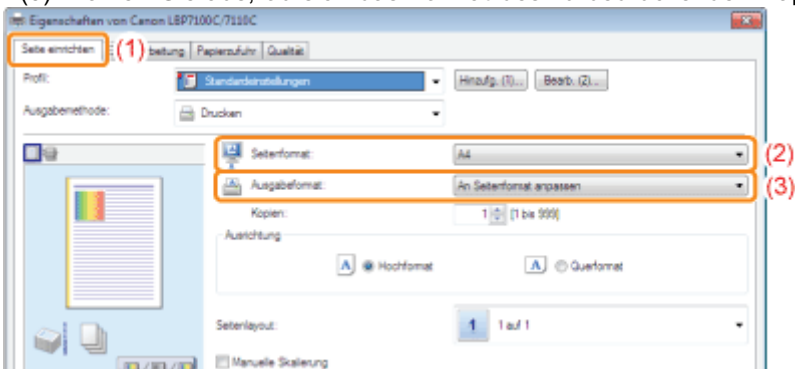 Eigenschaften von Canon LBP7100C/7110C
Seite einrichten (1) beitung Papierzufuhr Qualität
Profil: Standardeinstellungen Hinzufg. (1)... Bearb. (2)...
Ausgabemethode: Drucken
Seitenformat: A4 (2)
Ausgabeformat: An Seitenformat anpassen (3)
Kopien: 1 (1 bis 999)
Ausrichtung
A Hochformat A Querformat
Seitenlayout: 1 1 auf 1
Manuelle Skalierung